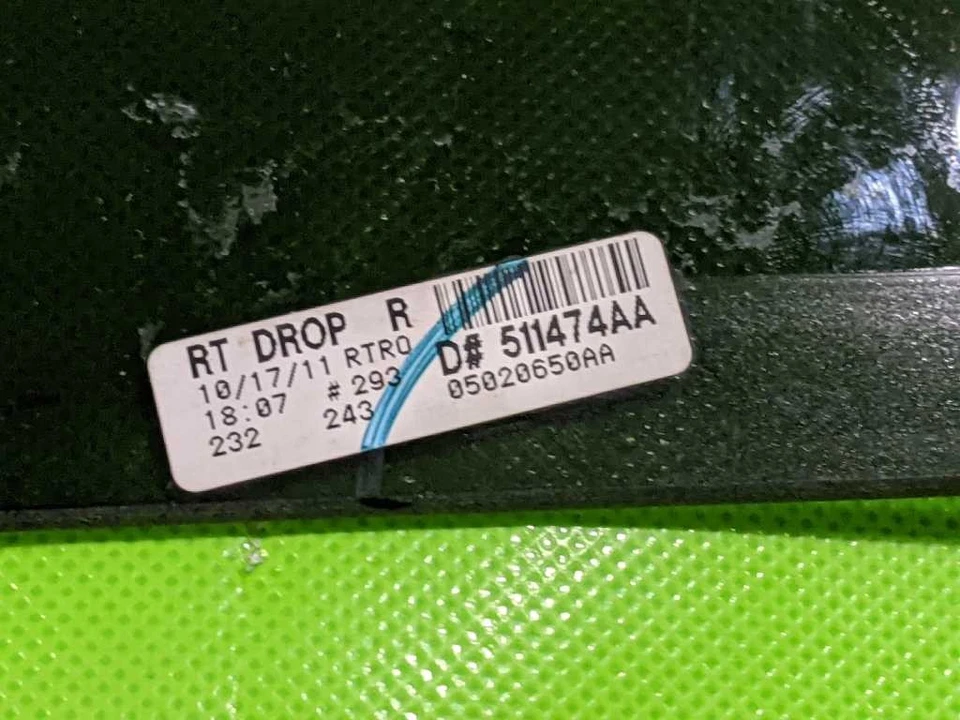 RT DROP R
10/17/11 RTRQ
18:07 # 293
232 243
D# 511474AA
05020650AA